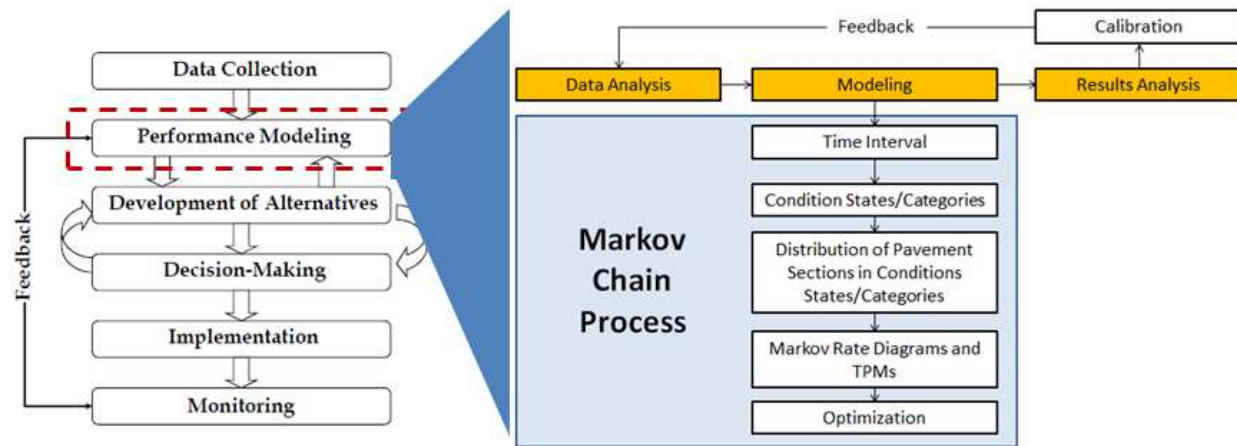 Data Collection
Performance Modeling
Development of Alternatives
Decision-Making
Implementation
Monitoring
Feedback
Feedback
Calibration
Data Analysis
Modeling
Results Analysis
Markov
Chain
Process
Time Interval
Condition States/Categories
Distribution of Pavement
Sections in Conditions
States/Categories
Markov Rate Diagrams and
TPMs
Optimization